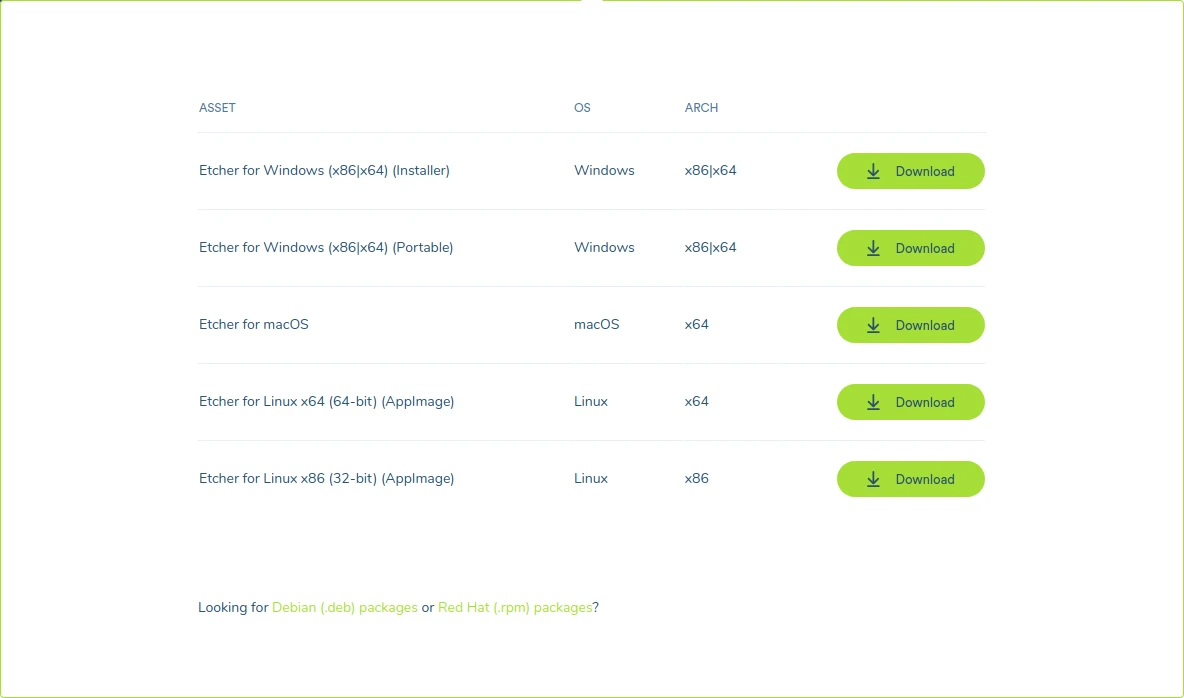 ASSET OS ARCH
Etcher for Windows (x86|x64) (Installer) Windows x86|x64 Download
Etcher for Windows (x86|x64) (Portable) Windows x86|x64 Download
Etcher for macOS macOS x64 Download
Etcher for Linux x64 (64-bit) (AppImage) Linux x64 Download
Etcher for Linux x86 (32-bit) (AppImage) Linux x86 Download
Looking for Debian (.deb) packages or Red Hat (.rpm) packages?